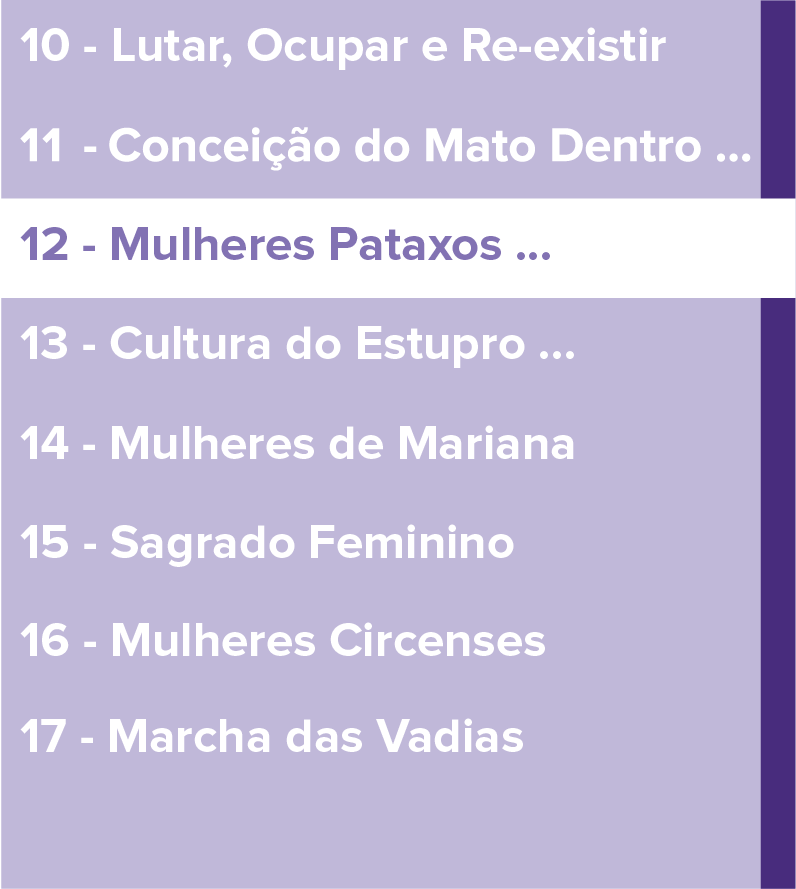 10 - Lutar, Ocupar e Re-existir
11 - Conceição do Mato Dentro ...
12 - Mulheres Pataxos ...
13 - Cultura do Estupro ...
14 - Mulheres de Mariana
15 - Sagrado Feminino
16 - Mulheres Circenses
17 - Marcha das Vadias